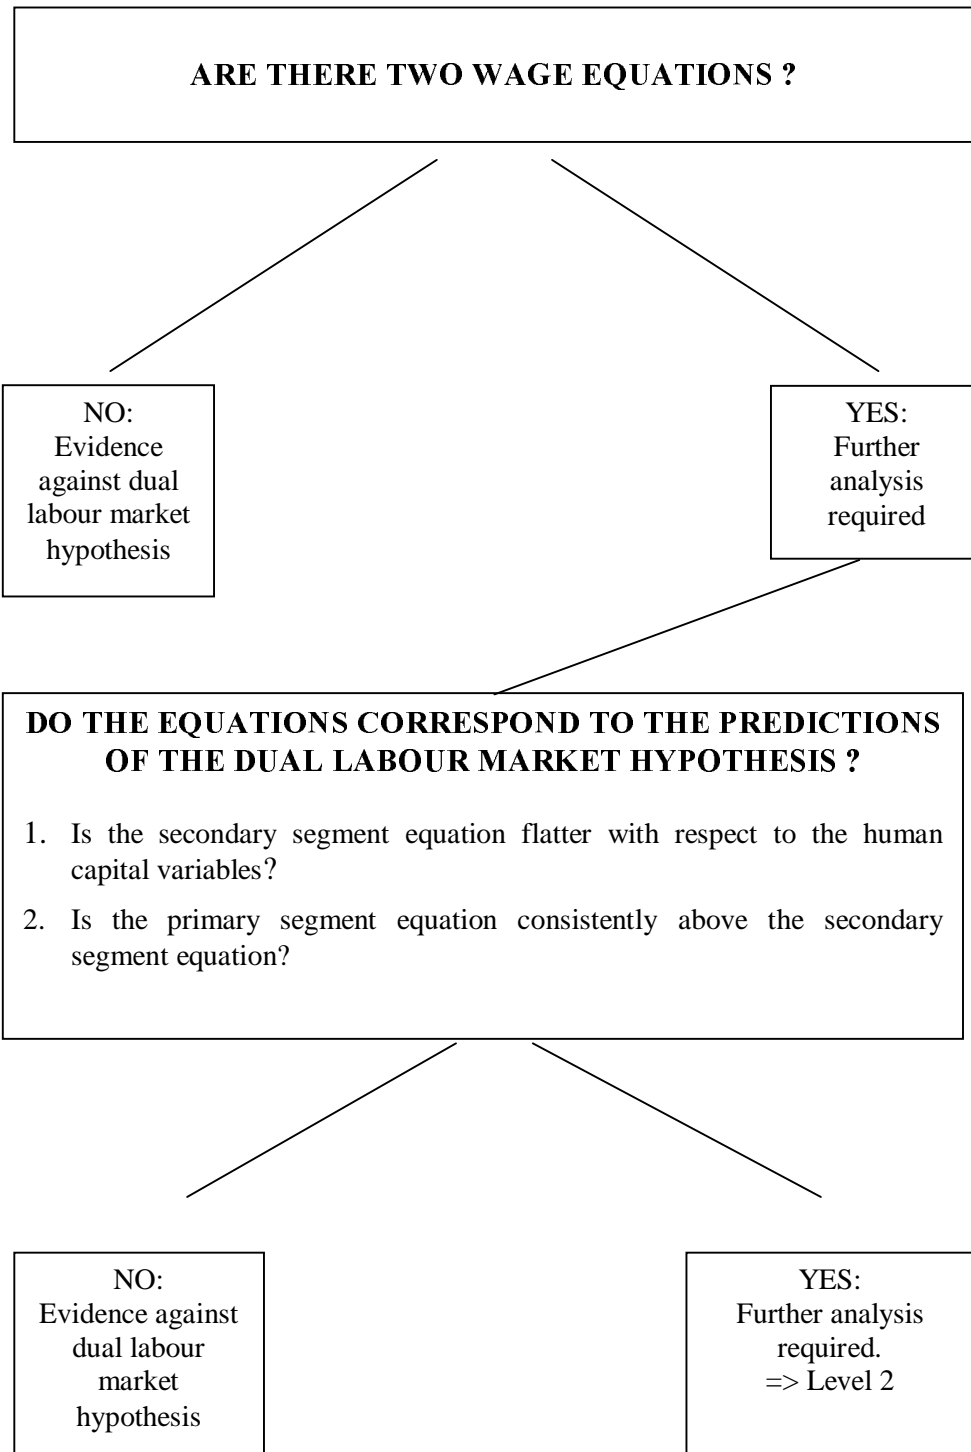 ARE THERE TWO WAGE EQUATIONS ?
NO:
Evidence
against dual
labour market
hypothesis
YES:
Further
analysis
required
DO THE EQUATIONS CORRESPOND TO THE PREDICTIONS
OF THE DUAL LABOUR MARKET HYPOTHESIS ?
1. Is the secondary segment equation flatter with respect to the human
capital variables?
2. Is the primary segment equation consistently above the secondary
segment equation?
NO:
Evidence against
dual labour
market
hypothesis
YES:
Further analysis
required.
=> Level 2